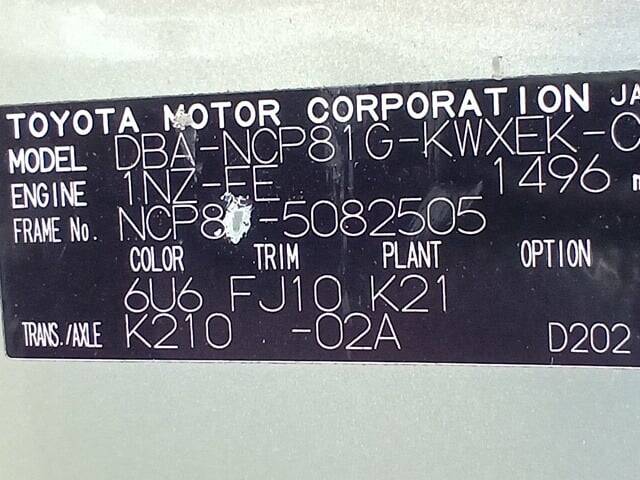 TOYOTA MOTOR CORPORATION JA
MODEL DBA-NCP81G-KWXEK-C
ENGINE 1NZ-FE 1496
FRAME No. NCP8 -5082505
COLOR TRIM PLANT OPTION
6U6 FJ10 K21
TRANS./AXLE K210 -02A D202